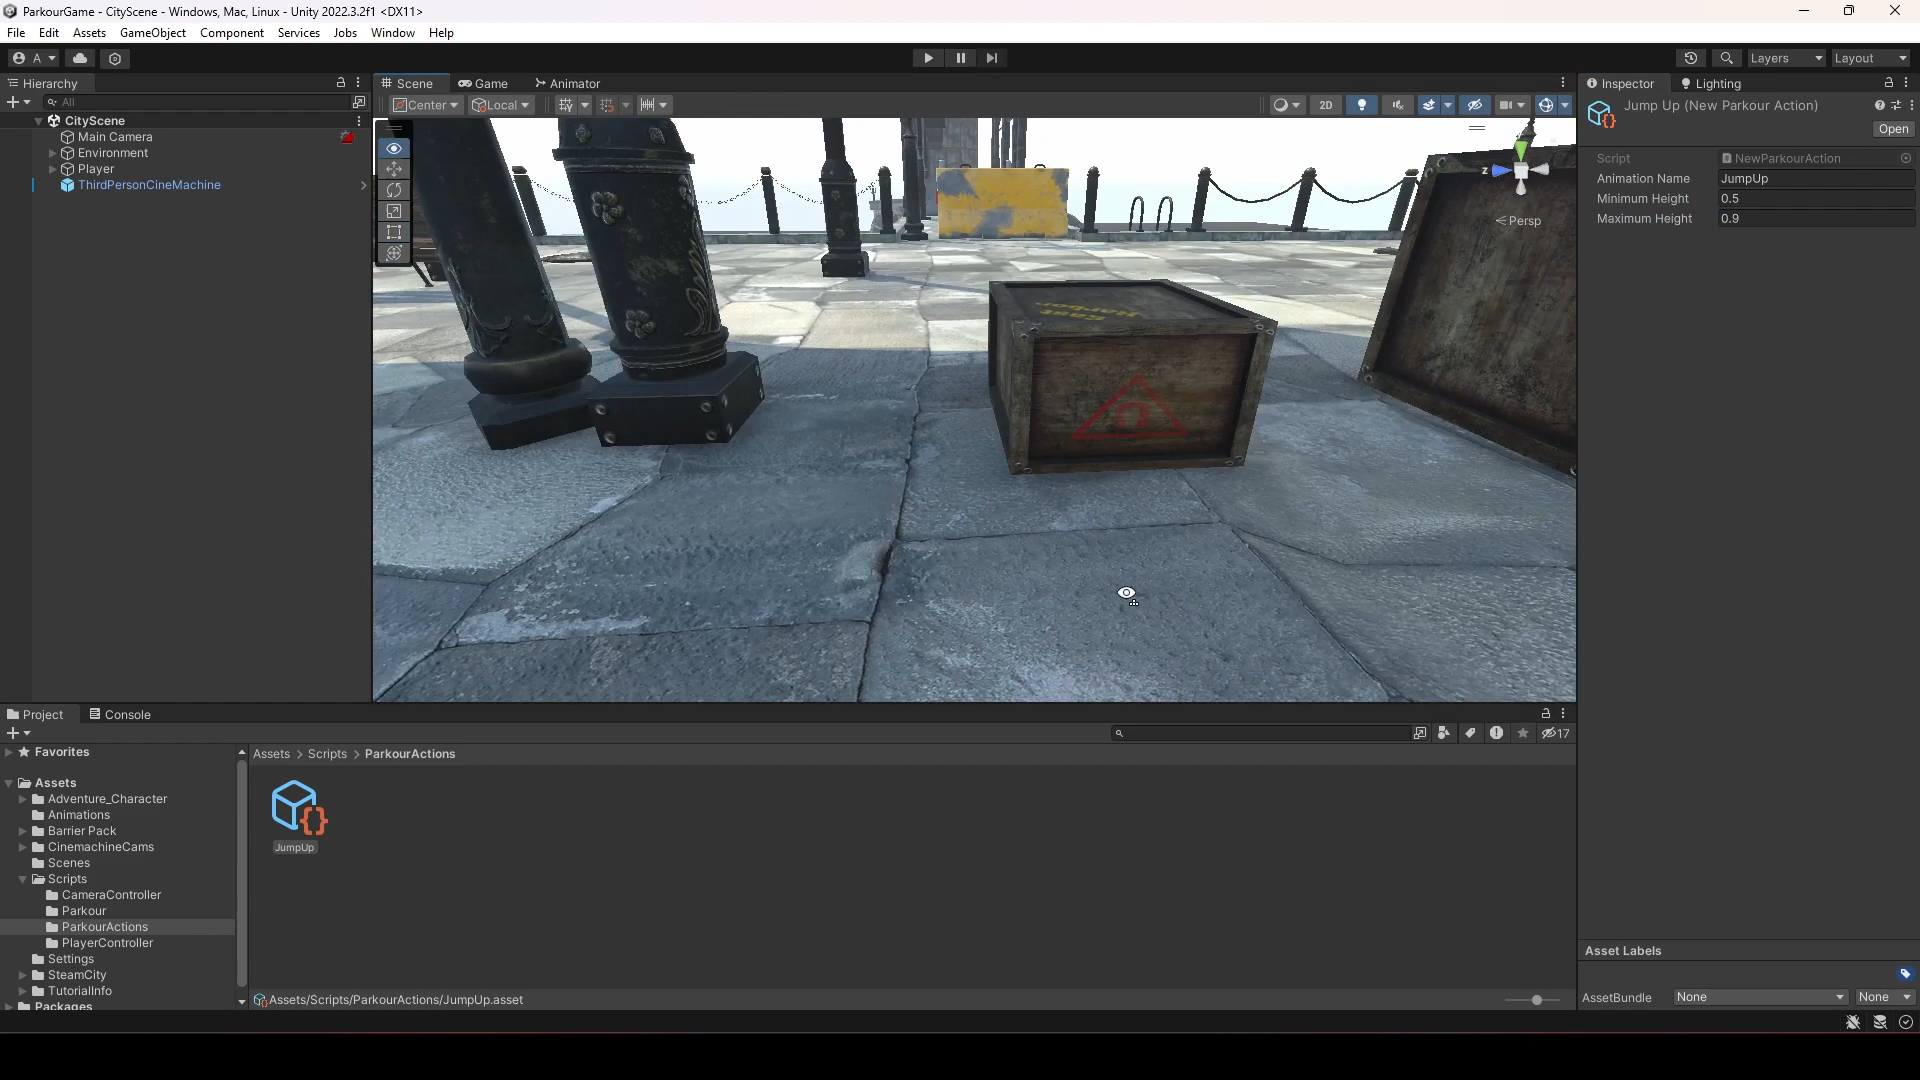 ParkourGame - CityScene - Windows, Mac, Linux - Unity 2022.3.2f1 <DX11>
File Edit Assets GameObject Component Services Jobs Window Help
A Layers Layout
Hierarchy
All
CityScene
Main Camera
Environment
Player
ThirdPersonCineMachine
Scene Game Animator
Center Local 2D
East
Harbor
z
Persp
Inspector Lighting
Jump Up (New Parkour Action)
Open
Script NewParkourAction
Animation Name JumpUp
Minimum Height 0.5
Maximum Height 0.9
Project Console
17
Favorites
Assets
Adventure_Character
Animations
Barrier Pack
CinemachineCams
Scenes
Scripts
CameraController
Parkour
ParkourActions
PlayerController
Settings
SteamCity
TutorialInfo
Packages
Assets > Scripts > ParkourActions
JumpUp
Assets/Scripts/ParkourActions/JumpUp.asset
Asset Labels
AssetBundle None None